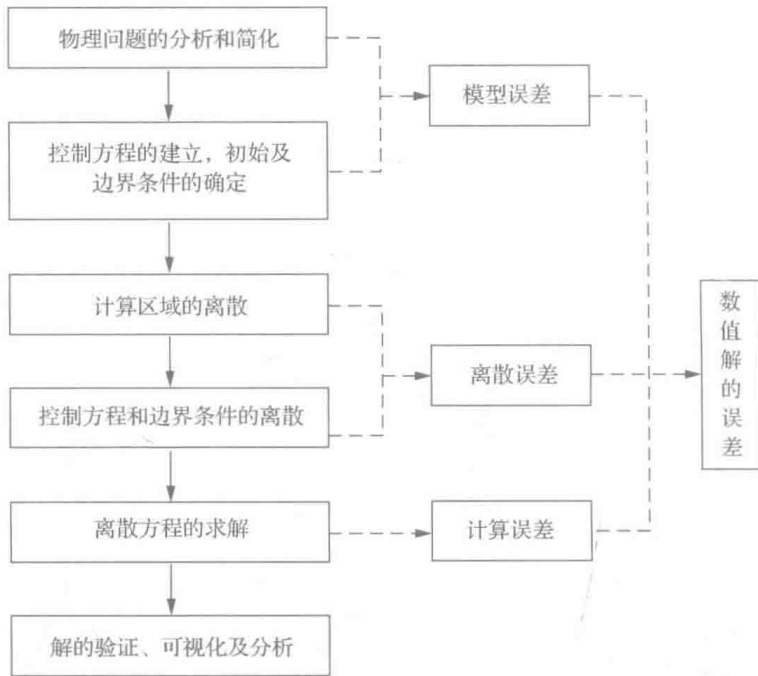 物理问题的分析和简化
模型误差
控制方程的建立，初始及
边界条件的确定
计算区域的离散
离散误差
控制方程和边界条件的离散
离散方程的求解
计算误差
解的验证、可视化及分析
数
值
解
的
误
差